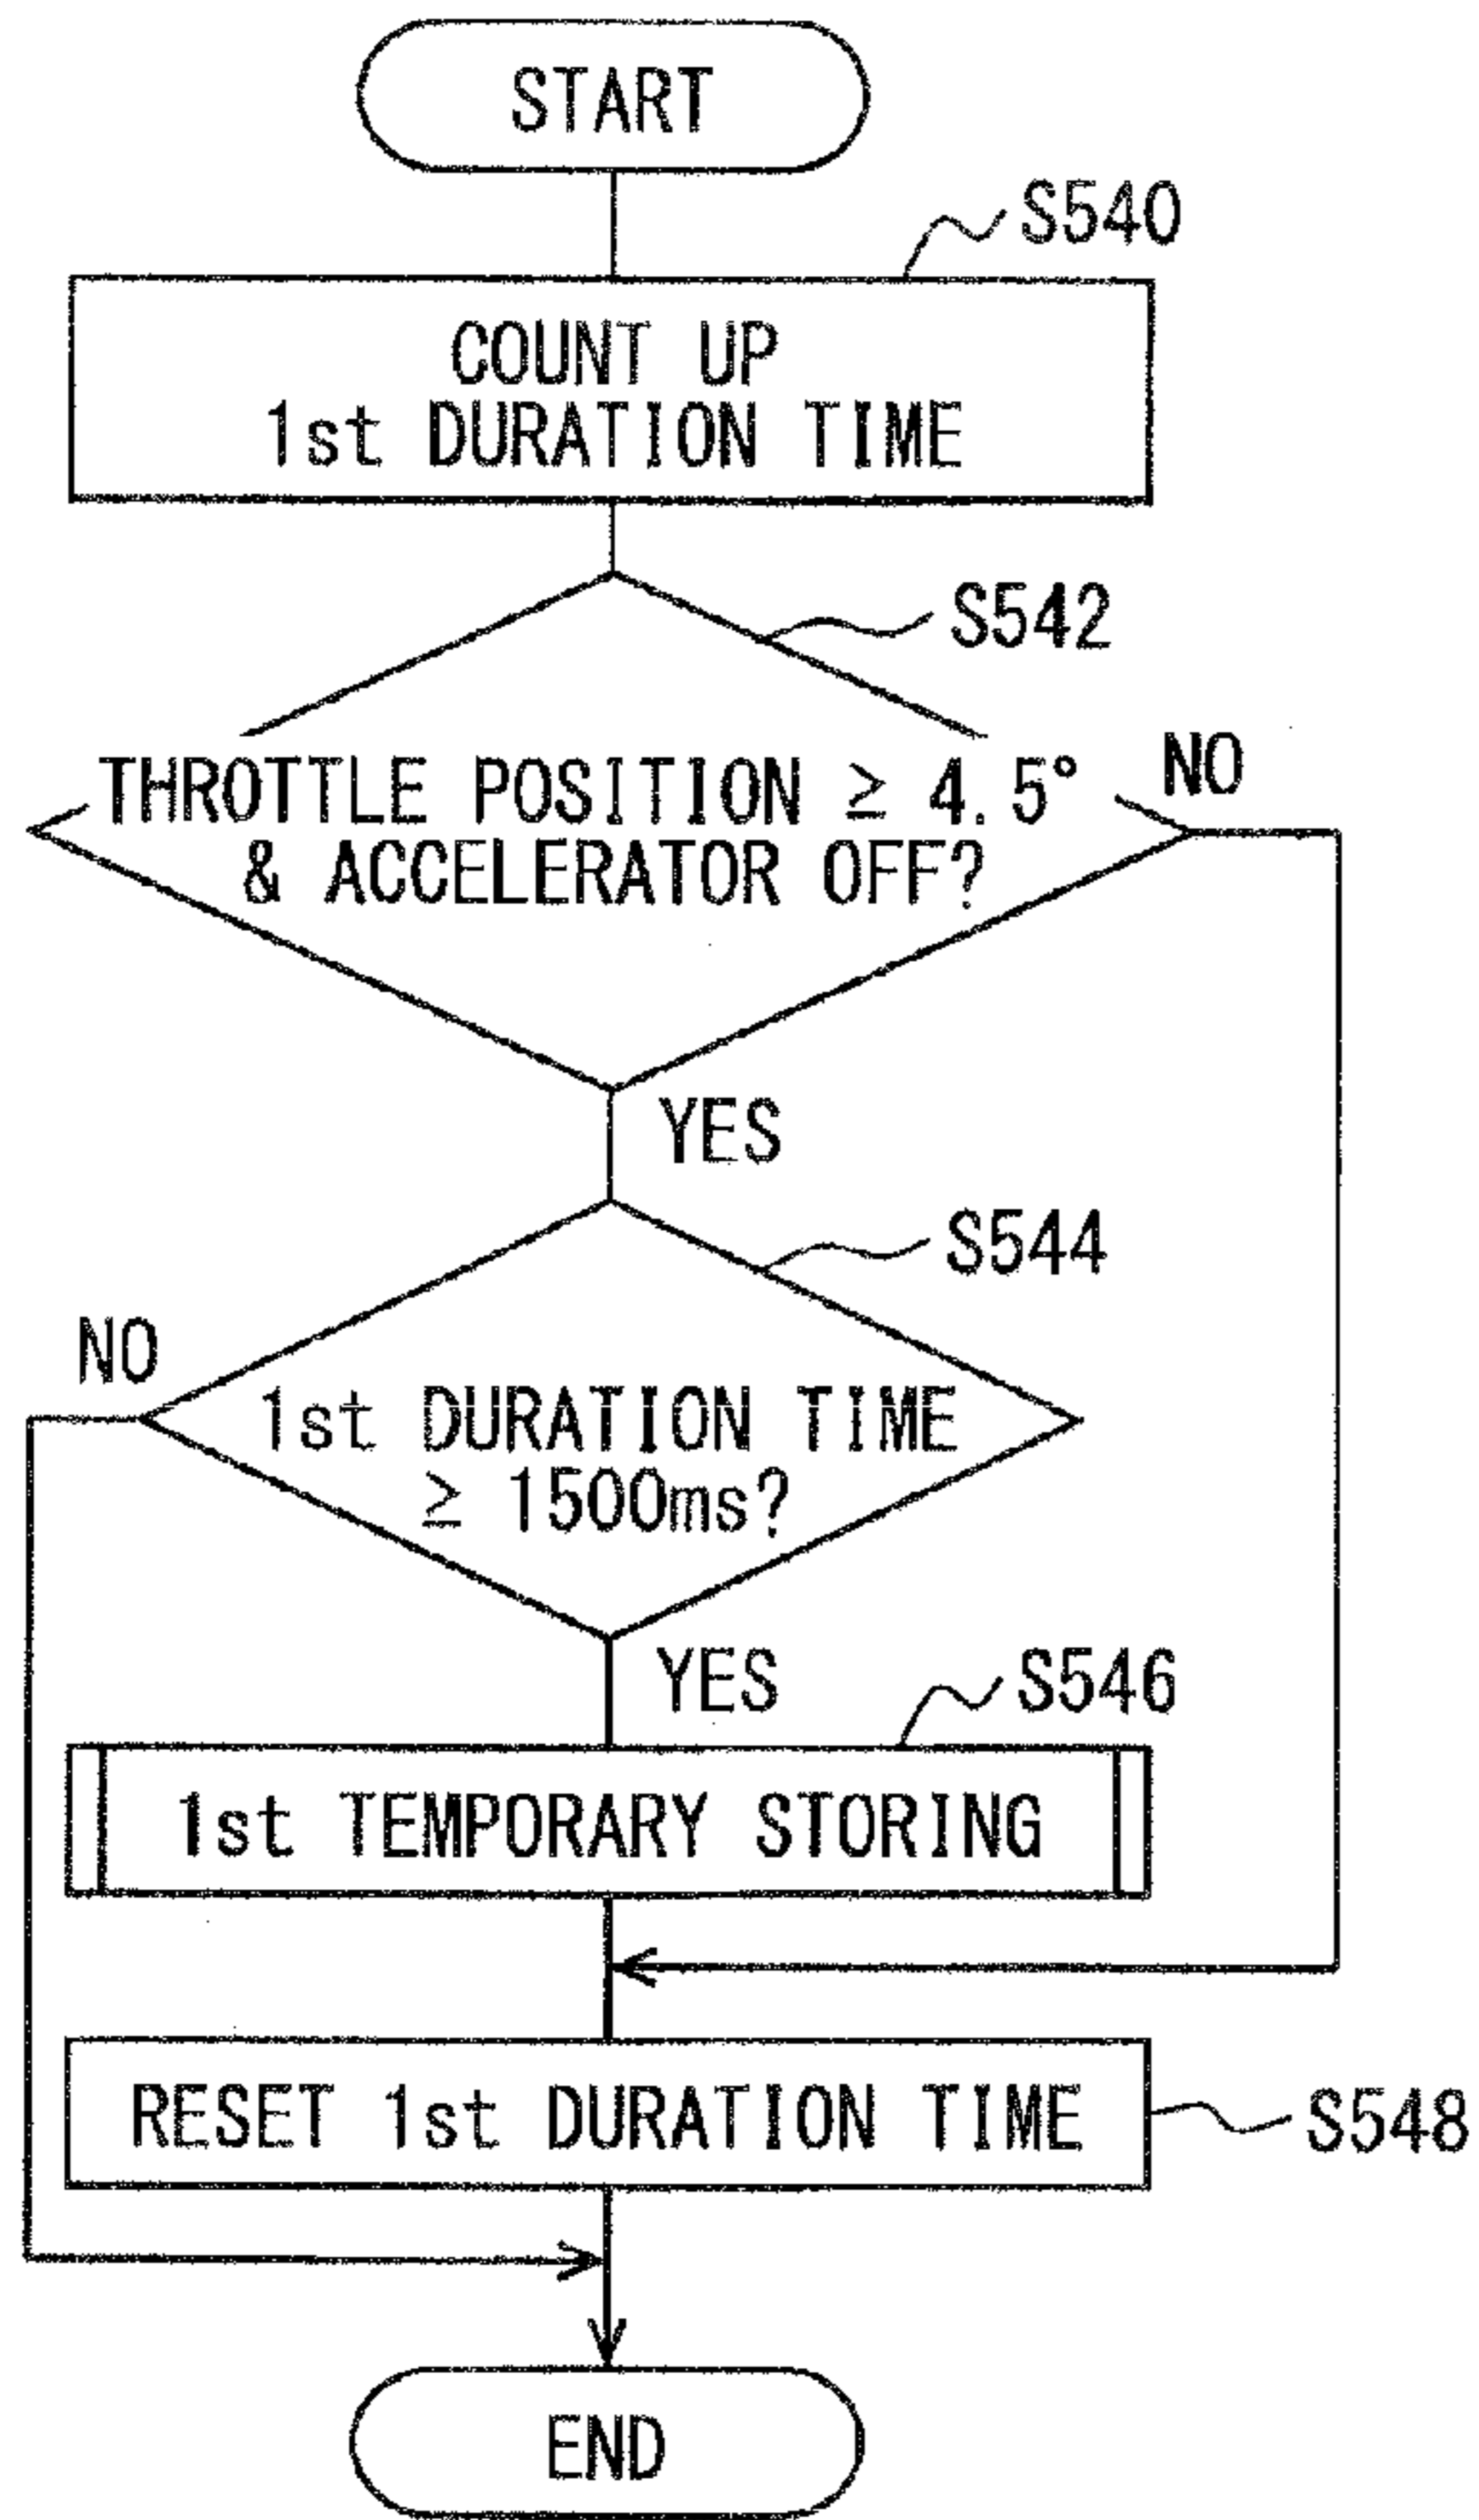 START
S540
COUNT UP
1st DURATION TIME
S542
THROTTLE POSITION ≥ 4.5°
& ACCELERATOR OFF?
NO
YES
S544
NO
1st DURATION TIME
≥ 1500ms?
YES
S546
1st TEMPORARY STORING
RESET 1st DURATION TIME
S548
END